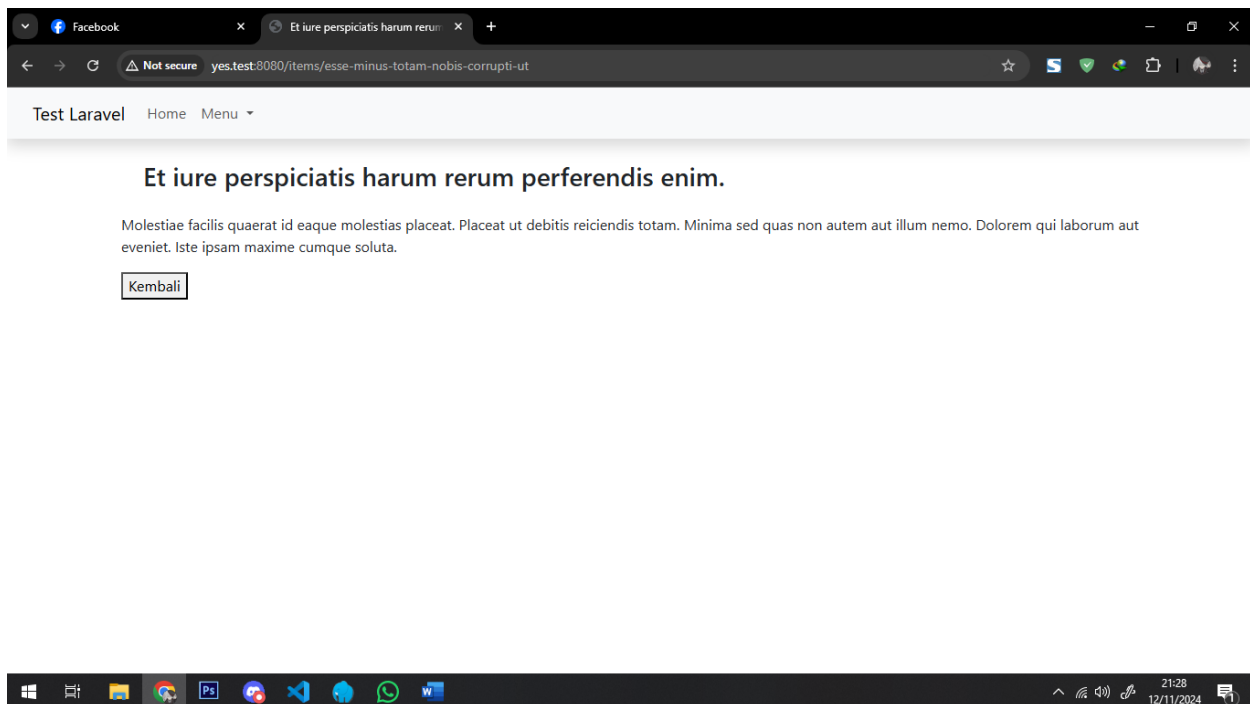 Facebook
Et iure perspiciatis harum rerum
Not secure yes.test:8080/items/esse-minus-totam-nobis-corrupti-ut
Test Laravel Home Menu
Et iure perspiciatis harum rerum perferendis enim.
Molestiae facilis quaerat id eaque molestias placeat. Placeat ut debitis reiciendis totam. Minima sed quas non autem aut illum nemo. Dolorem qui laborum aut
eveniet. Iste ipsam maxime cumque soluta.
Kembali
Ps
W
21:28
12/11/2024
1